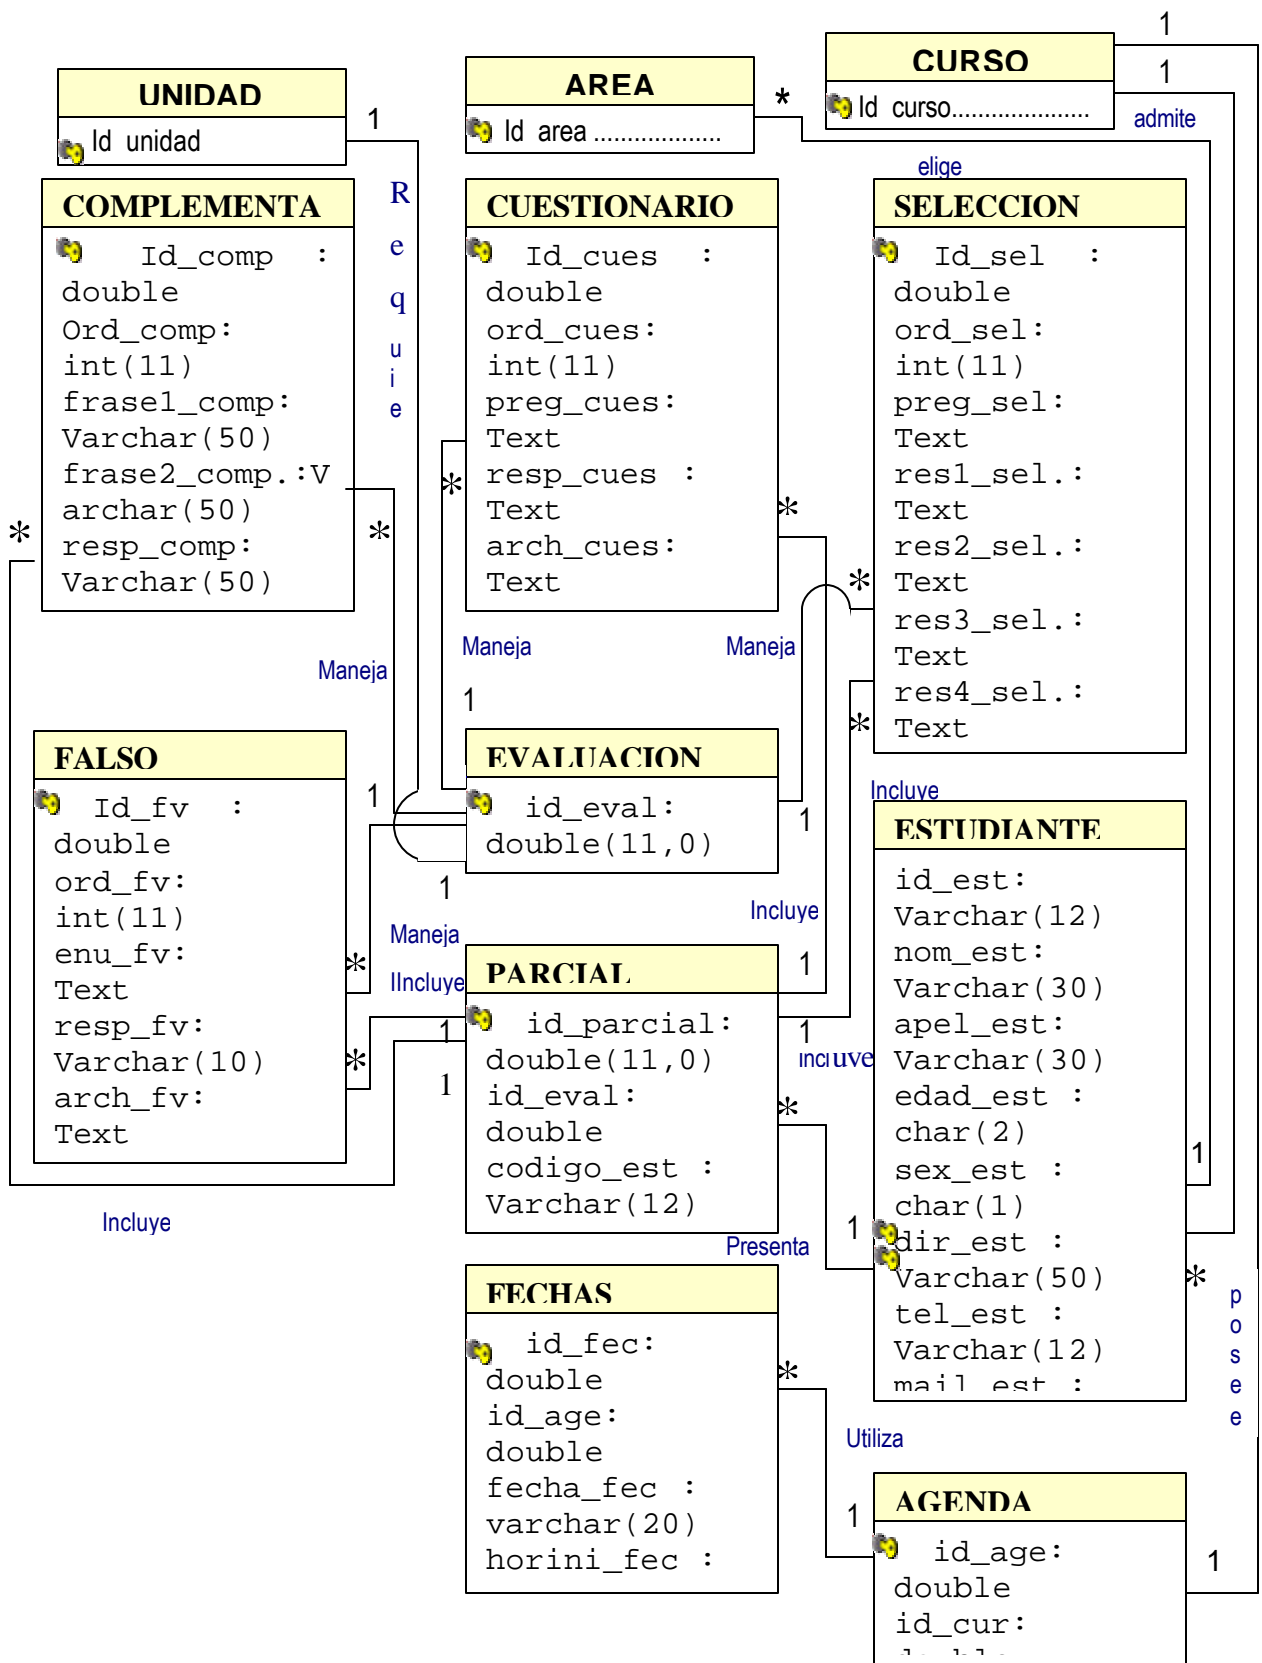 1
CURSO
1
Id curso.....................
admite
UNIDAD
1
Id unidad
AREA
*
Id area ...................
elige
R
e
q
u
i
e
COMPLEMENTA
Id_comp :
double
Ord_comp:
int(11)
frase1_comp:
Varchar(50)
frase2_comp.:V
archar(50)
resp_comp:
Varchar(50)
*
*
CUESTIONARIO
Id_cues :
double
ord_cues:
int(11)
preg_cues:
Text
resp_cues :
Text
arch_cues:
Text
*
*
SELECCION
Id_sel :
double
ord_sel:
int(11)
preg_sel:
Text
res1_sel.:
Text
res2_sel.:
Text
res3_sel.:
Text
res4_sel.:
Text
*
*
Maneja
Maneja
Maneja
1
FALSO
Id_fv :
double
ord_fv:
int(11)
enu_fv:
Text
resp_fv:
Varchar(10)
arch_fv:
Text
*
*
1
EVALUACION
id_eval:
double(11,0)
1
1
Incluye
Incluye
Maneja
IIncluye
PARCIAL
id_parcial:
double(11,0)
id_eval:
double
codigo_est :
Varchar(12)
1
1
1
1
incluye
*
Incluye
Presenta
ESTUDIANTE
id_est:
Varchar(12)
nom_est:
Varchar(30)
apel_est:
Varchar(30)
edad_est :
char(2)
sex_est :
char(1)
dir_est :
Varchar(50)
tel_est :
Varchar(12)
mail_est :
1
1
*
p
o
s
e
e
FECHAS
id_fec:
double
id_age:
double
fecha_fec :
varchar(20)
horini_fec :
*
Utiliza
1
AGENDA
id_age:
double
id_cur:
double
1